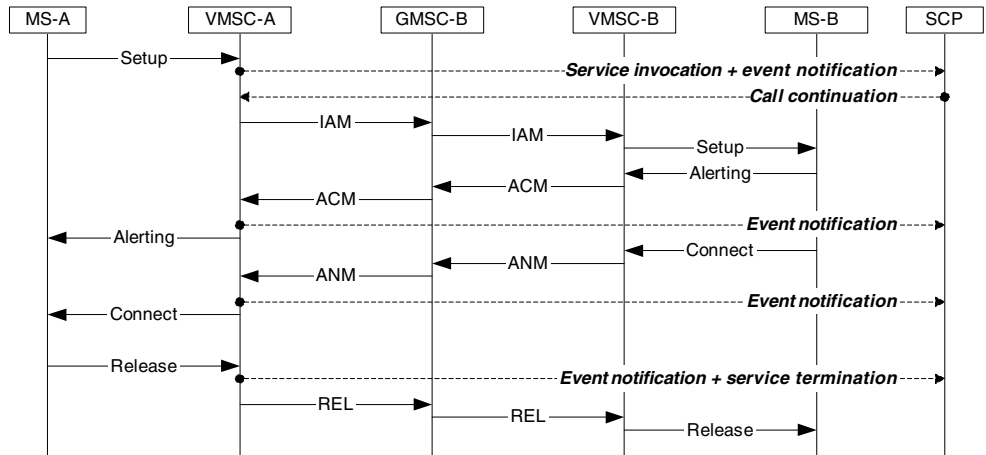 MS-A VMSC-A GMSC-B VMSC-B MS-B SCP
Setup
Service invocation + event notification
Call continuation
IAM
IAM
Setup
Alerting
ACM
ACM
Event notification
Alerting
Connect
ANM
ANM
Event notification
Connect
Release
Event notification + service termination
REL
REL
Release